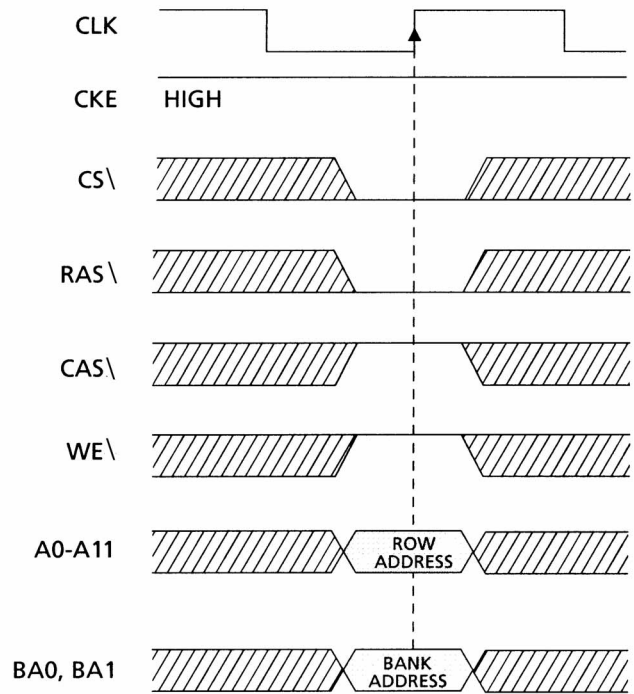 CLK
CKE HIGH
CS\
RAS\
CAS\
WE\
A0-A11
ROW
ADDRESS
BA0, BA1
BANK
ADDRESS